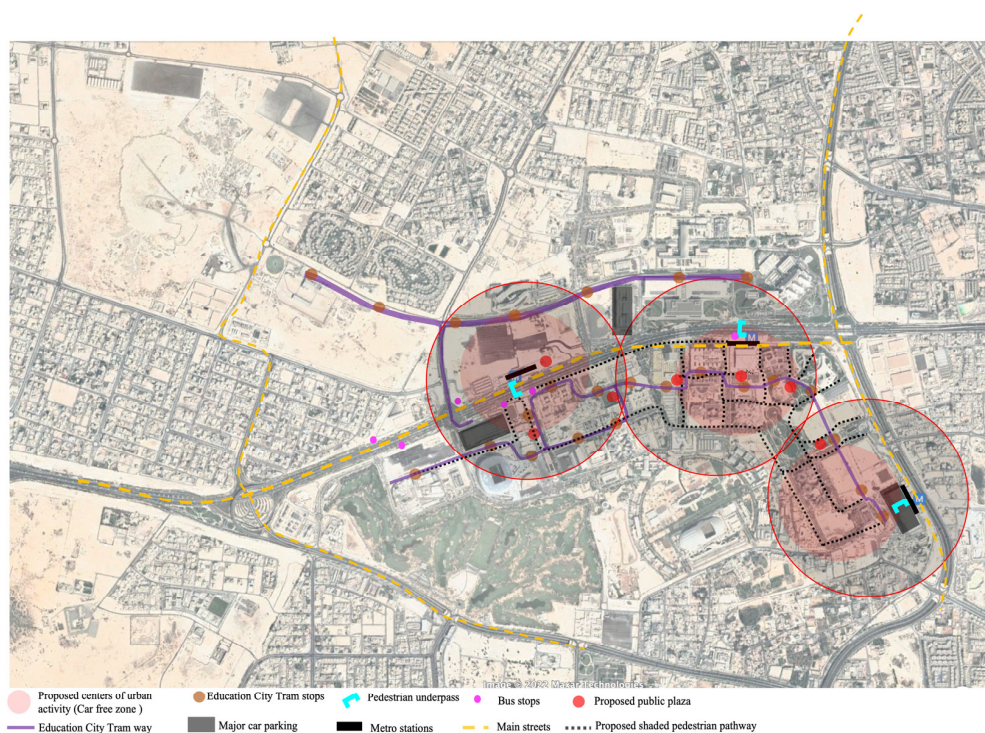 M
M
Image © 2022 Maxar Technologies
Proposed centers of urban
activity (Car free zone )
Education City Tram stops
Pedestrian underpass
Bus stops
Proposed public plaza
Education City Tram way
Major car parking
Metro stations
Main streets
Proposed shaded pedestrian pathway